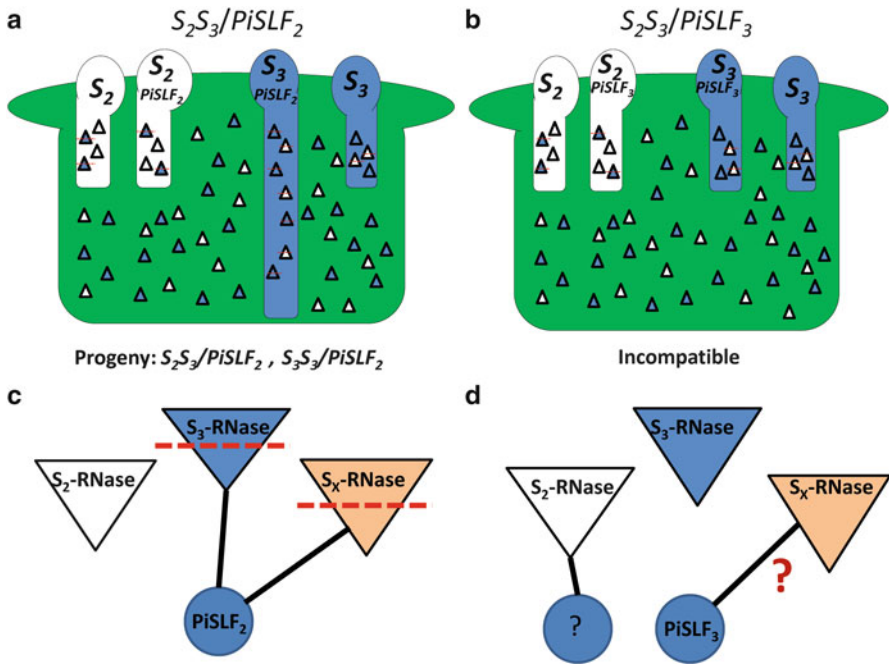 a
S₂S₃/PiSLF₂
S₂
S₂
PiSLF₂
S₃
PiSLF₂
S₃
Progeny: S₂S₃/PiSLF₂ , S₃S₃/PiSLF₂
b
S₂S₃/PiSLF₃
S₂
S₂
PiSLF₃
S₃
PiSLF₃
S₃
Incompatible
c
S₂-RNase
S₃-RNase
Sₓ-RNase
PiSLF₂
d
S₂-RNase
S₃-RNase
Sₓ-RNase
?
?
PiSLF₃